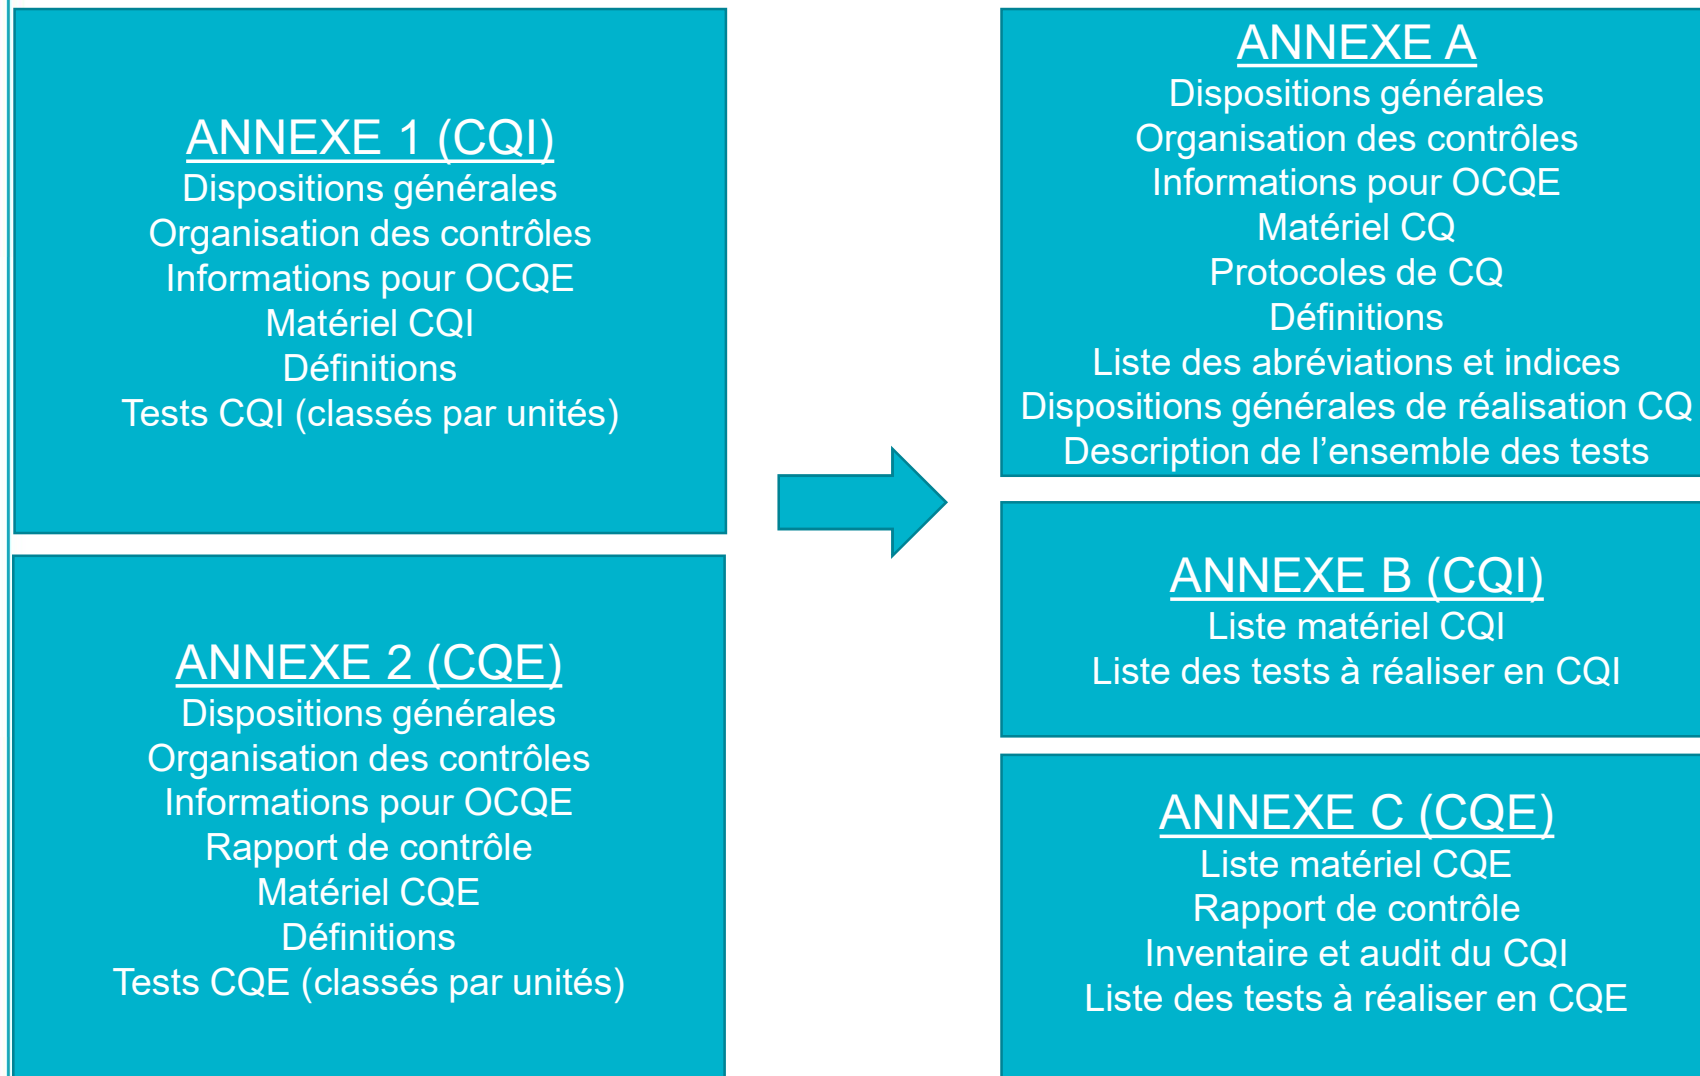 ANNEXE 1 (CQI)
Dispositions générales
Organisation des contrôles
Informations pour OCQE
Matériel CQI
Définitions
Tests CQI (classés par unités)
ANNEXE 2 (CQE)
Dispositions générales
Organisation des contrôles
Informations pour OCQE
Rapport de contrôle
Matériel CQE
Définitions
Tests CQE (classés par unités)
ANNEXE A
Dispositions générales
Organisation des contrôles
Informations pour OCQE
Matériel CQ
Protocoles de CQ
Définitions
Liste des abréviations et indices
Dispositions générales de réalisation CQ
Description de l’ensemble des tests
ANNEXE B (CQI)
Liste matériel CQI
Liste des tests à réaliser en CQI
ANNEXE C (CQE)
Liste matériel CQE
Rapport de contrôle
Inventaire et audit du CQI
Liste des tests à réaliser en CQE